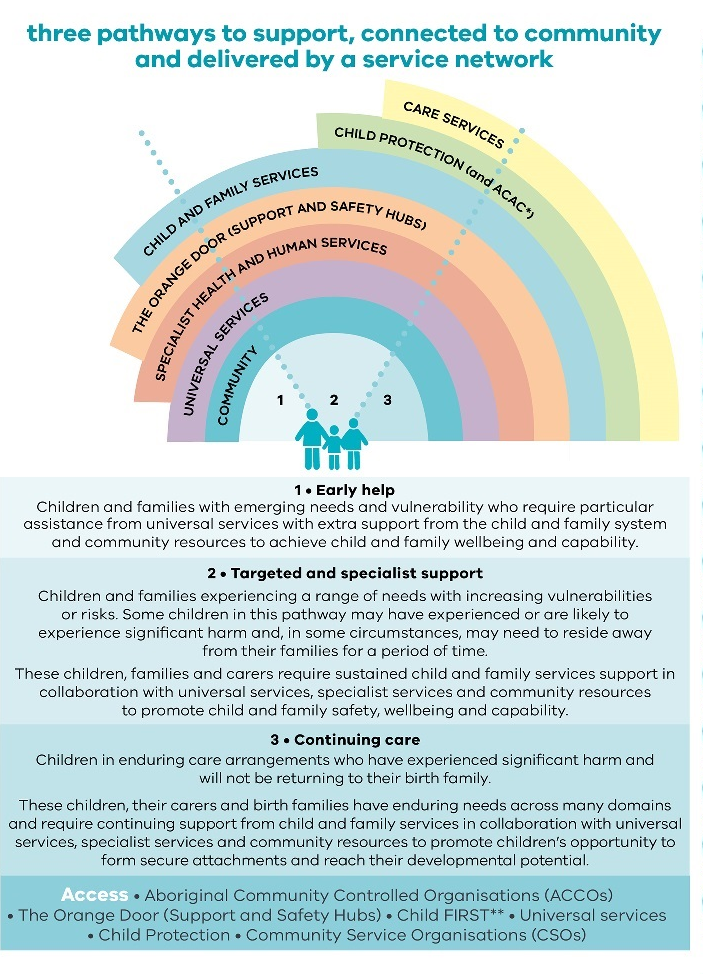 three pathways to support, connected to community
and delivered by a service network
CARE SERVICES
CHILD PROTECTION (and ACAC*)
CHILD AND FAMILY SERVICES
THE ORANGE DOOR (SUPPORT AND SAFETY HUBS)
SPECIALIST HEALTH AND HUMAN SERVICES
UNIVERSAL SERVICES
COMMUNITY
1 2 3
1 • Early help
Children and families with emerging needs and vulnerability who require particular
assistance from universal services with extra support from the child and family system
and community resources to achieve child and family wellbeing and capability.
2 • Targeted and specialist support
Children and families experiencing a range of needs with increasing vulnerabilities
or risks. Some children in this pathway may have experienced or are likely to
experience significant harm and, in some circumstances, may need to reside away
from their families for a period of time.
These children, families and carers require sustained child and family services support in
collaboration with universal services, specialist services and community resources
to promote child and family safety, wellbeing and capability.
3 • Continuing care
Children in enduring care arrangements who have experienced significant harm and
will not be returning to their birth family.
These children, their carers and birth families have enduring needs across many domains
and require continuing support from child and family services in collaboration with universal
services, specialist services and community resources to promote children's opportunity to
form secure attachments and reach their developmental potential.
Access • Aboriginal Community Controlled Organisations (ACCOs)
• The Orange Door (Support and Safety Hubs) • Child FIRST** • Universal services
• Child Protection • Community Service Organisations (CSOs)